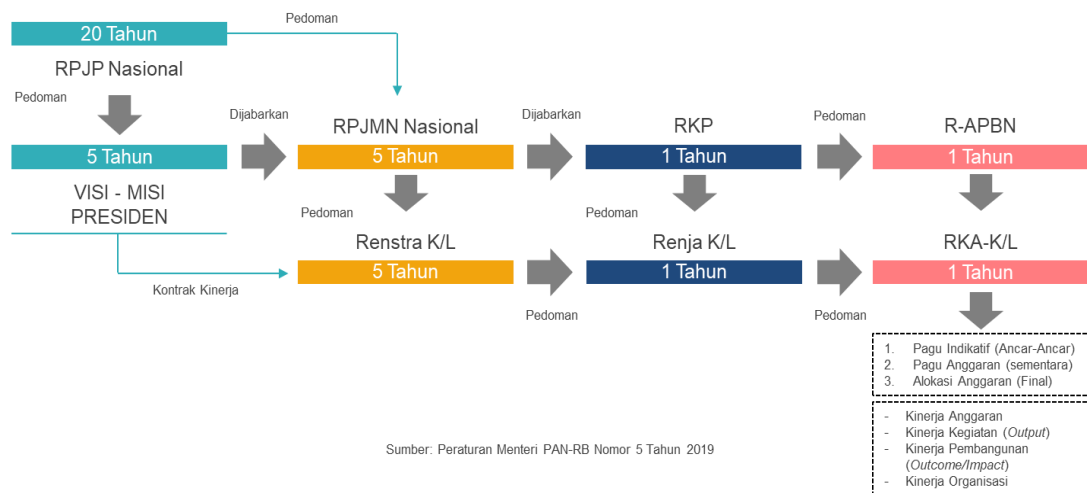 Pedoman
20 Tahun
RPJP Nasional
Pedoman
Dijabarkan
RPJMN Nasional
Dijabarkan
RKP
Pedoman
R-APBN
5 Tahun
5 Tahun
1 Tahun
1 Tahun
VISI - MISI
PRESIDEN
Pedoman
Pedoman
Renstra K/L
Renja K/L
RKA-K/L
5 Tahun
1 Tahun
1 Tahun
Kontrak Kinerja
Pedoman
Pedoman
1. Pagu Indikatif (Ancar-Ancar)
2. Pagu Anggaran (sementara)
3. Alokasi Anggaran (Final)
- Kinerja Anggaran
- Kinerja Kegiatan (Output)
- Kinerja Pembangunan
(Outcome/Impact)
- Kinerja Organisasi
Sumber: Peraturan Menteri PAN-RB Nomor 5 Tahun 2019